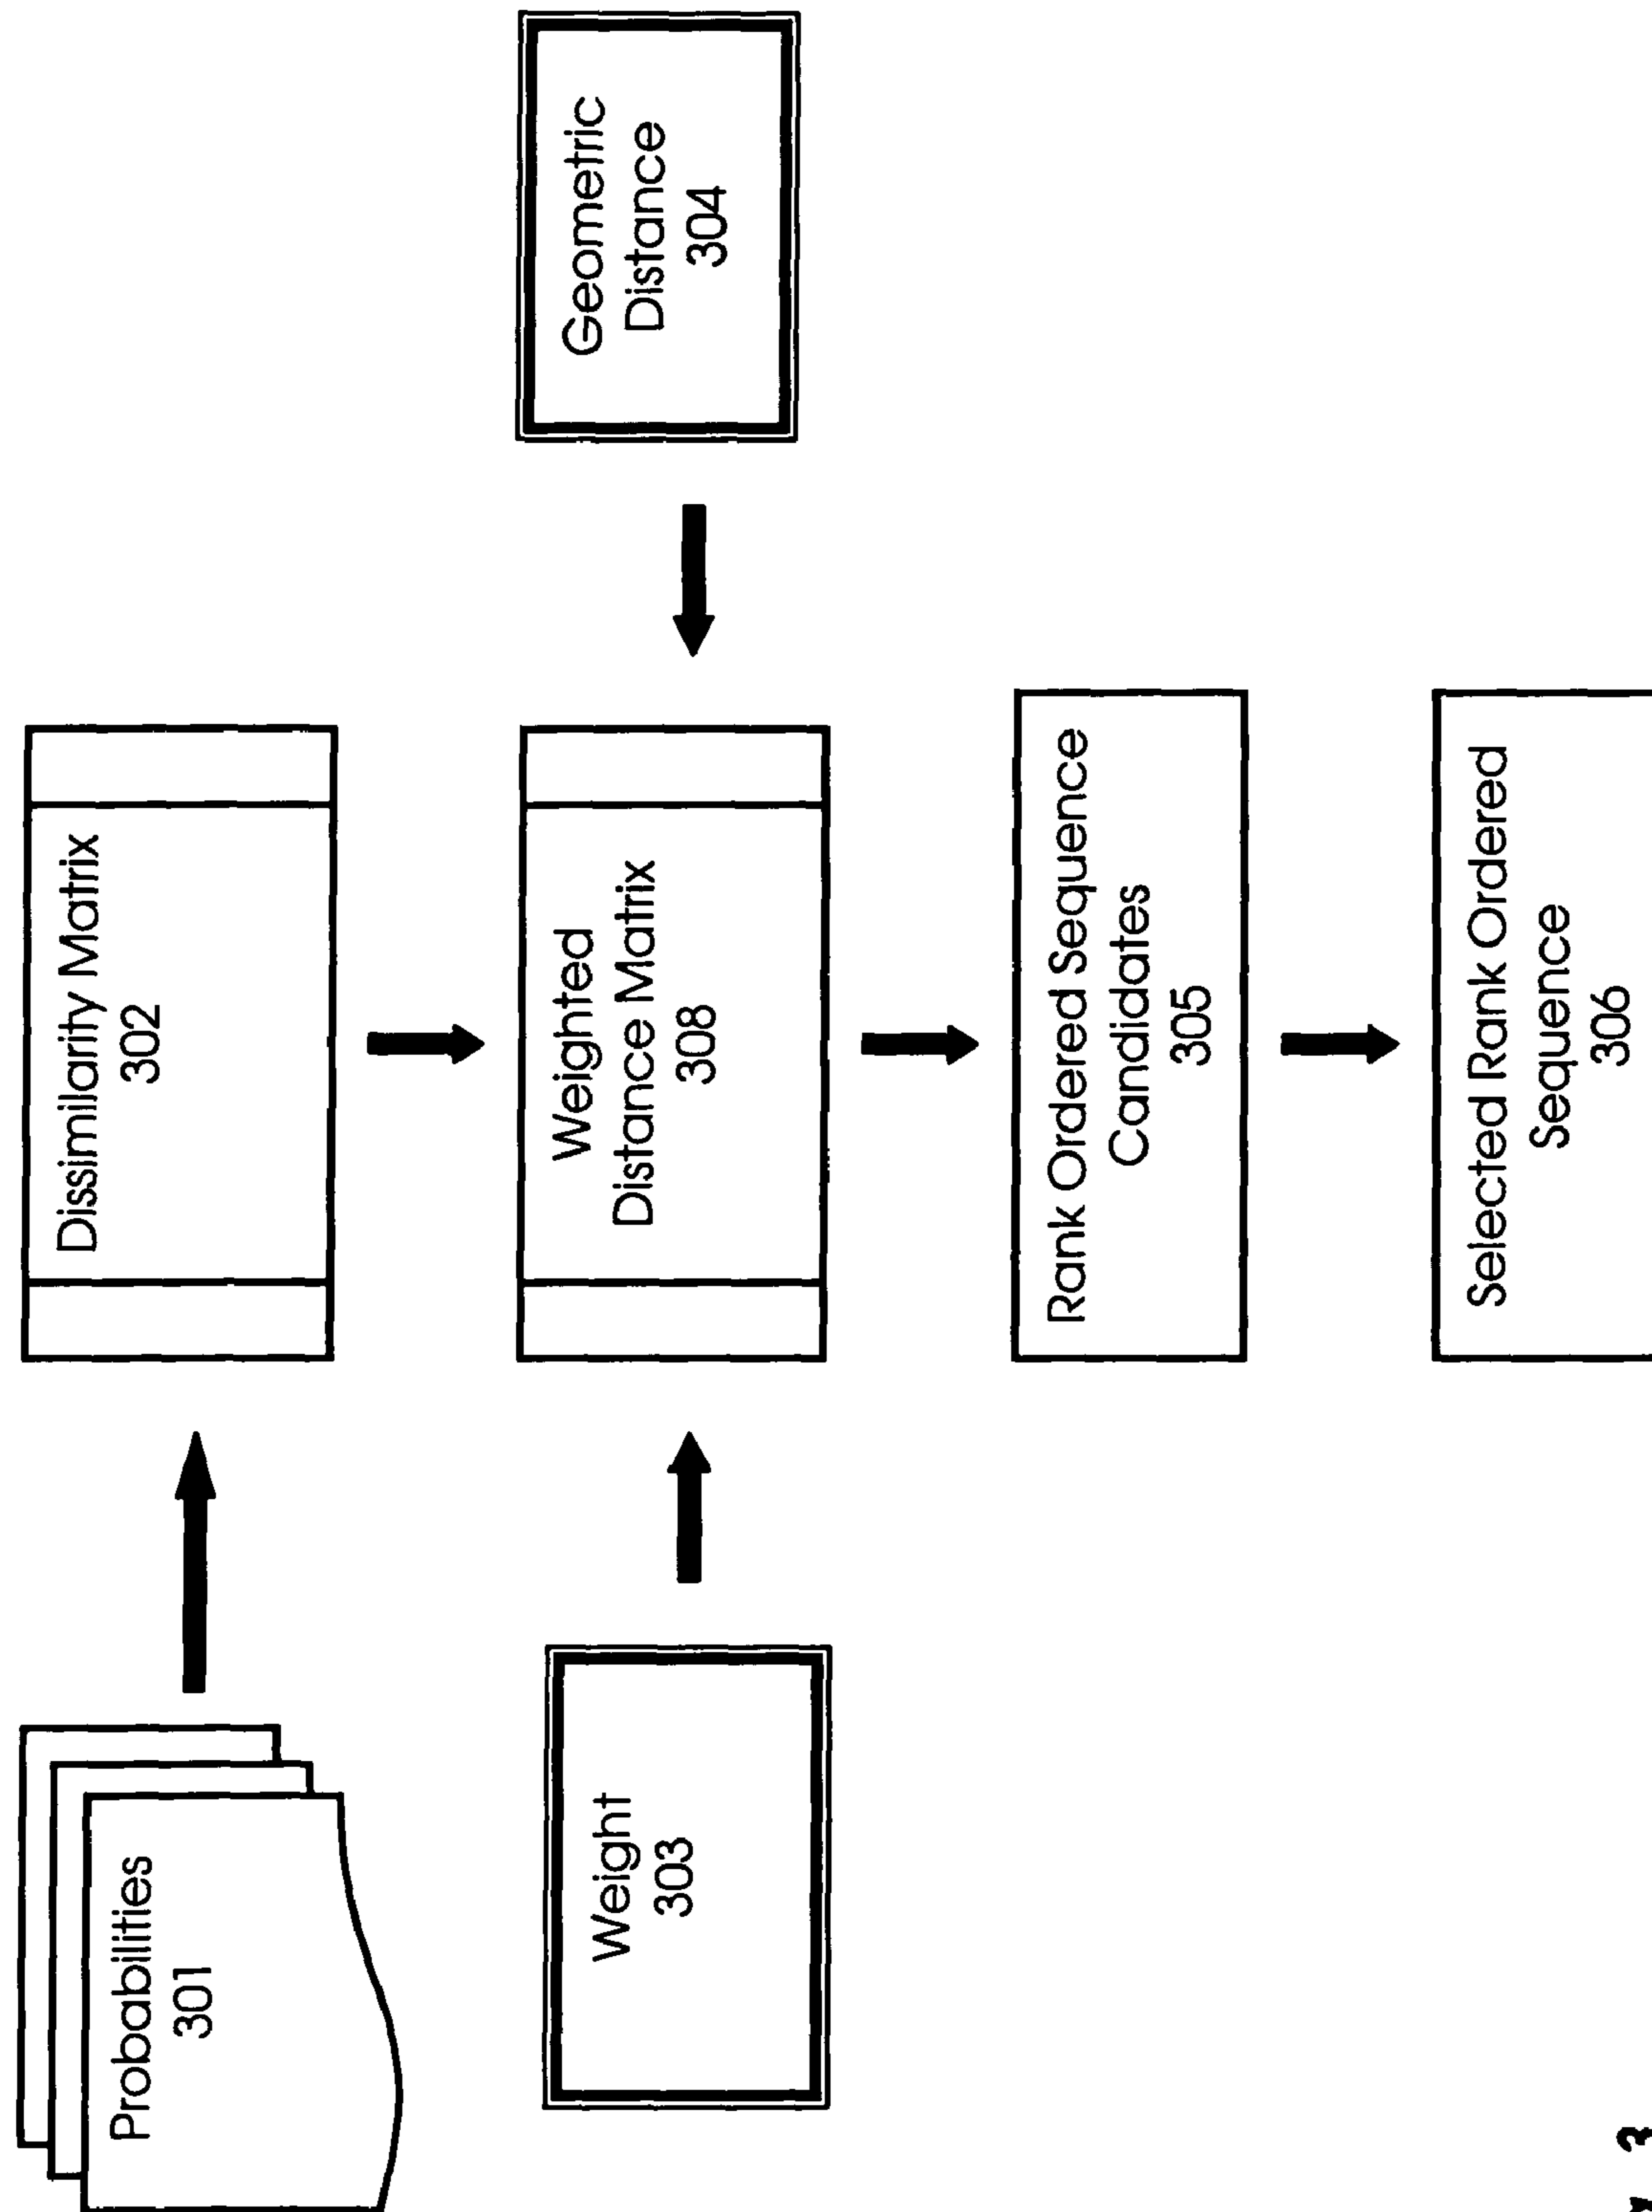 Probabilities
301
Dissimilarity Matrix
302
Weight
303
Weighted
Distance Matrix
308
Geometric
Distance
304
Rank Ordered Sequence
Candidates
305
Selected Rank Ordered
Sequence
306
3